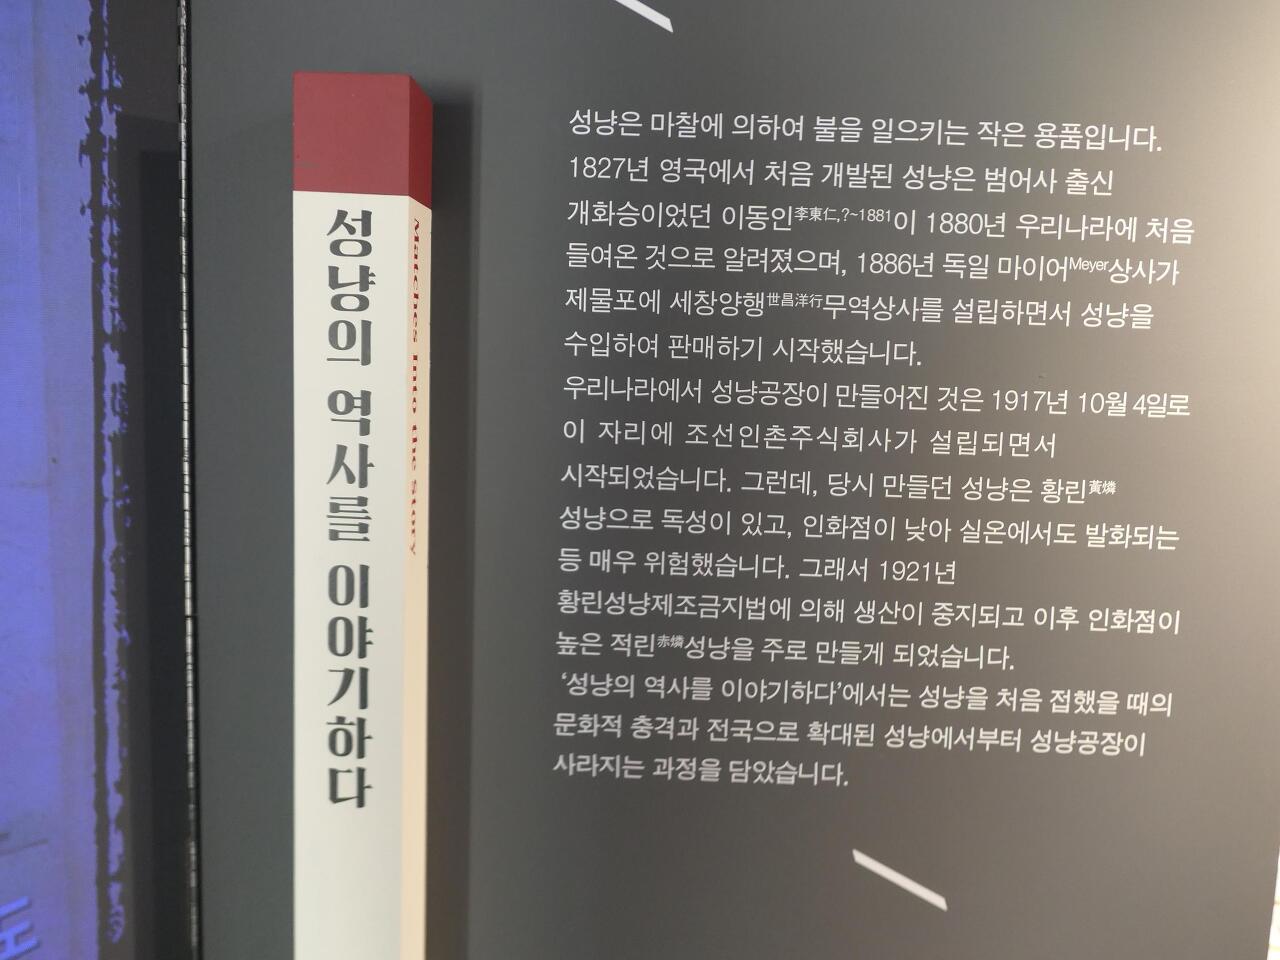 성냥의 역사를 이야기하다
Matches Into the Story
성냥은 마찰에 의하여 불을 일으키는 작은 용품입니다.
1827년 영국에서 처음 개발된 성냥은 범어사 출신
개화승이었던 이동인李東仁,?~1881이 1880년 우리나라에 처음
들여온 것으로 알려졌으며, 1886년 독일 마이어Meyer상사가
제물포에 세창양행世昌洋行무역상사를 설립하면서 성냥을
수입하여 판매하기 시작했습니다.
우리나라에서 성냥공장이 만들어진 것은 1917년 10월 4일로
이 자리에 조선인촌주식회사가 설립되면서
시작되었습니다. 그런데, 당시 만들던 성냥은 황린黃燐
성냥으로 독성이 있고, 인화점이 낮아 실온에서도 발화되는
등 매우 위험했습니다. 그래서 1921년
황린성냥제조금지법에 의해 생산이 중지되고 이후 인화점이
높은 적린赤燐성냥을 주로 만들게 되었습니다.
‘성냥의 역사를 이야기하다’에서는 성냥을 처음 접했을 때의
문화적 충격과 전국으로 확대된 성냥에서부터 성냥공장이
사라지는 과정을 담았습니다.